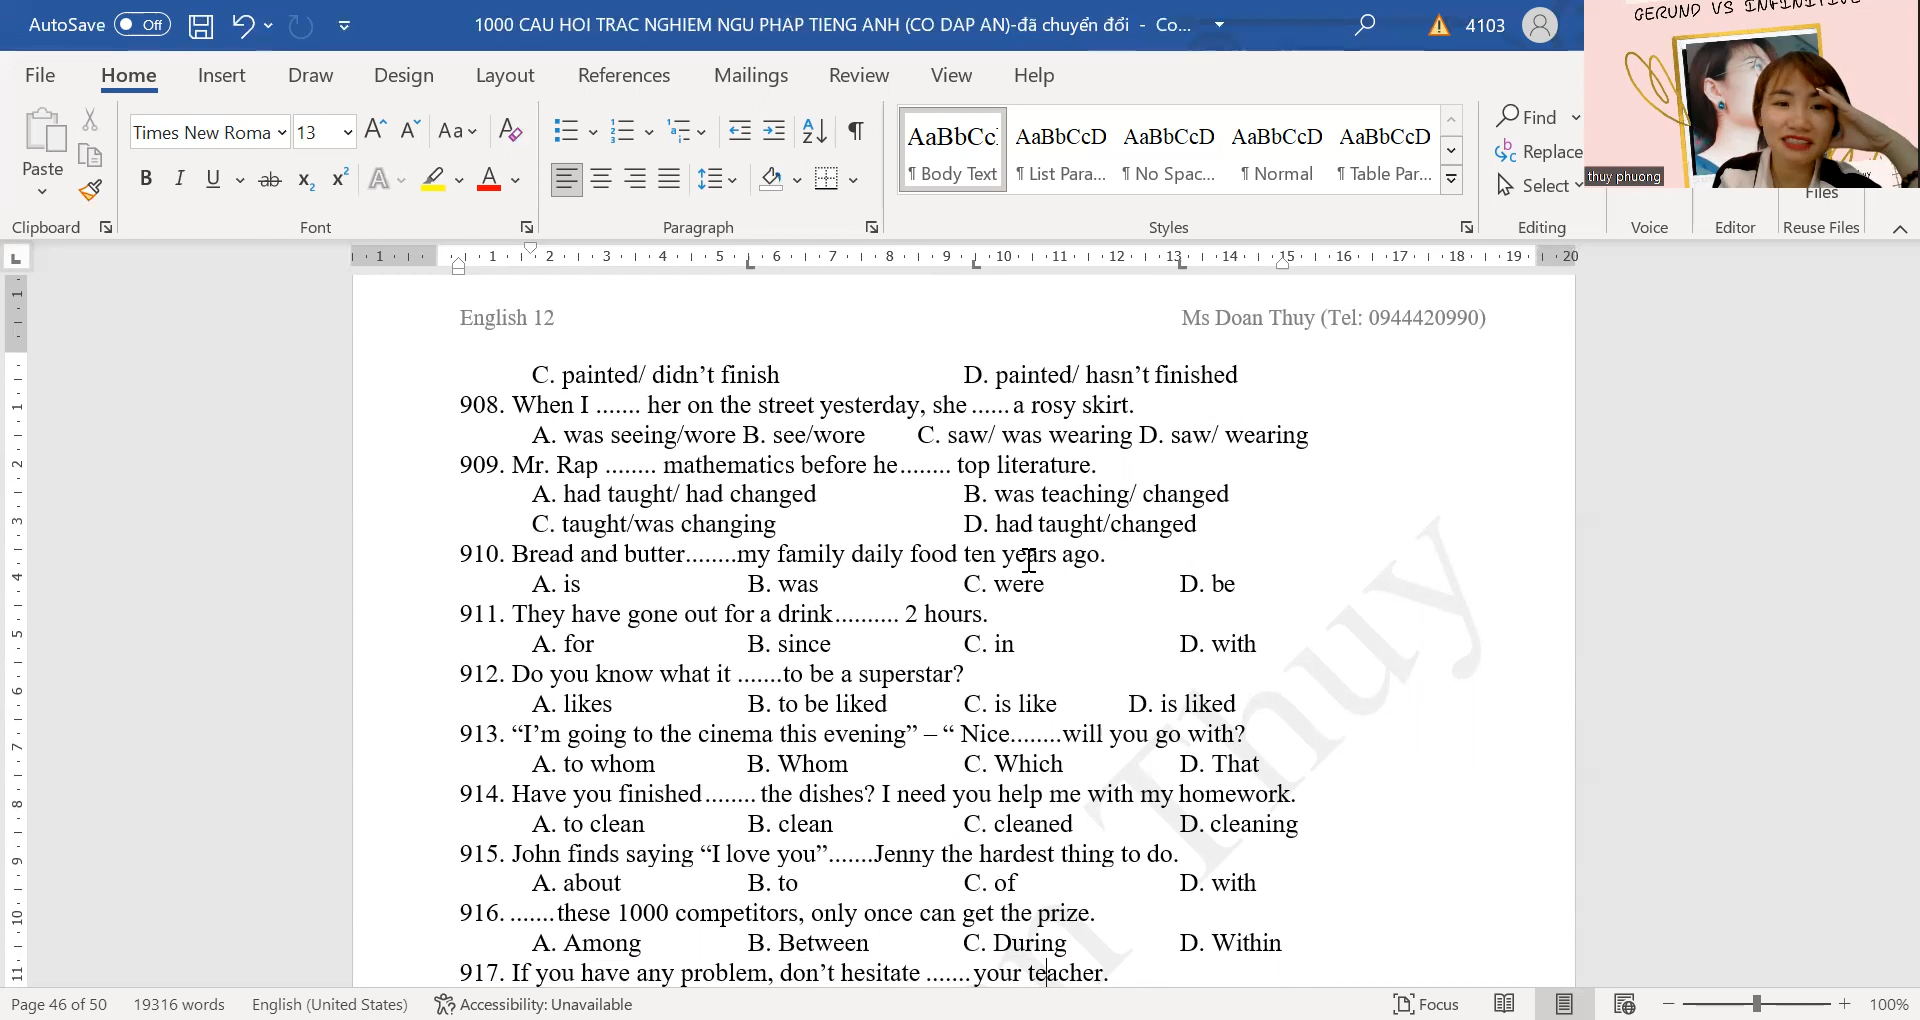 AutoSave Off 1000 CAU HOI TRAC NGHIEM NGU PHAP TIENG ANH (CO DAP AN)-đã chuyển đổi - Co... 4103
GERUND VS INFINITIVE
File Home Insert Draw Design Layout References Mailings Review View Help
Times New Roma 13
Find
Paste
Replace
Select
thuy phuong
Files
AaBbCc AaBbCcD AaBbCcD AaBbCcD AaBbCcD
¶ Body Text ¶ List Para... ¶ No Spac... ¶ Normal ¶ Table Par...
Clipboard Font Paragraph Styles Editing Voice Editor Reuse Files
English 12 Ms Doan Thuy (Tel: 0944420990)
C. painted/ didn’t finish D. painted/ hasn’t finished
908. When I ....... her on the street yesterday, she ...... a rosy skirt.
A. was seeing/wore B. see/wore C. saw/ was wearing D. saw/ wearing
909. Mr. Rap ........ mathematics before he........ top literature.
A. had taught/ had changed B. was teaching/ changed
C. taught/was changing D. had taught/changed
910. Bread and butter........my family daily food ten years ago.
A. is B. was C. were D. be
911. They have gone out for a drink.......... 2 hours.
A. for B. since C. in D. with
912. Do you know what it .......to be a superstar?
A. likes B. to be liked C. is like D. is liked
913. “I’m going to the cinema this evening” – “ Nice........will you go with?
A. to whom B. Whom C. Which D. That
914. Have you finished........ the dishes? I need you help me with my homework.
A. to clean B. clean C. cleaned D. cleaning
915. John finds saying “I love you”.......Jenny the hardest thing to do.
A. about B. to C. of D. with
916. .......these 1000 competitors, only once can get the prize.
A. Among B. Between C. During D. Within
917. If you have any problem, don’t hesitate ....... your teacher.
Thuy
Page 46 of 50 19316 words English (United States) Accessibility: Unavailable Focus 100%